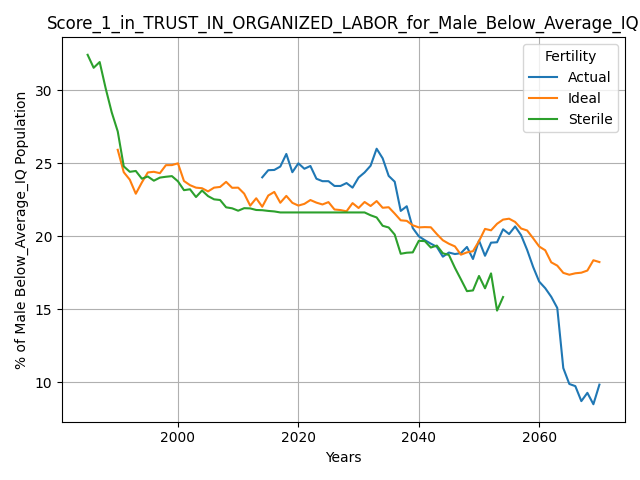 Score_1_in_TRUST_IN_ORGANIZED_LABOR_for_Male_Below_Average_IQ
% of Male Below_Average_IQ Population
30
25
20
15
10
Fertility
Actual
Ideal
Sterile
2000
2020
2040
2060
Years